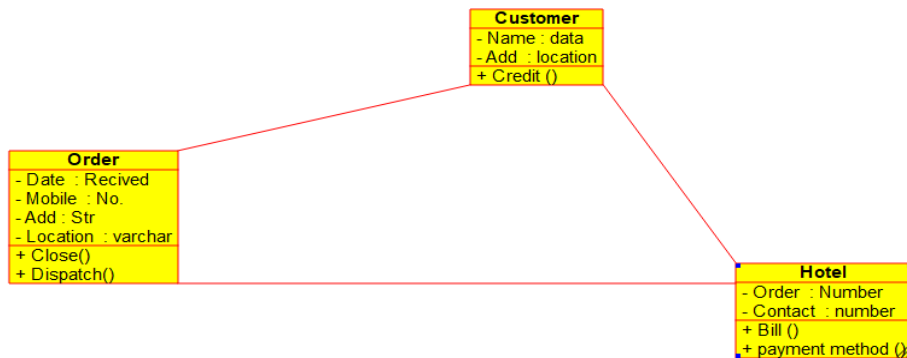 Customer
- Name : data
- Add : location
+ Credit ()
Order
- Date : Recived
- Mobile : No.
- Add : Str
- Location : varchar
+ Close()
+ Dispatch()
Hotel
- Order : Number
- Contact : number
+ Bill ()
+ payment method ()